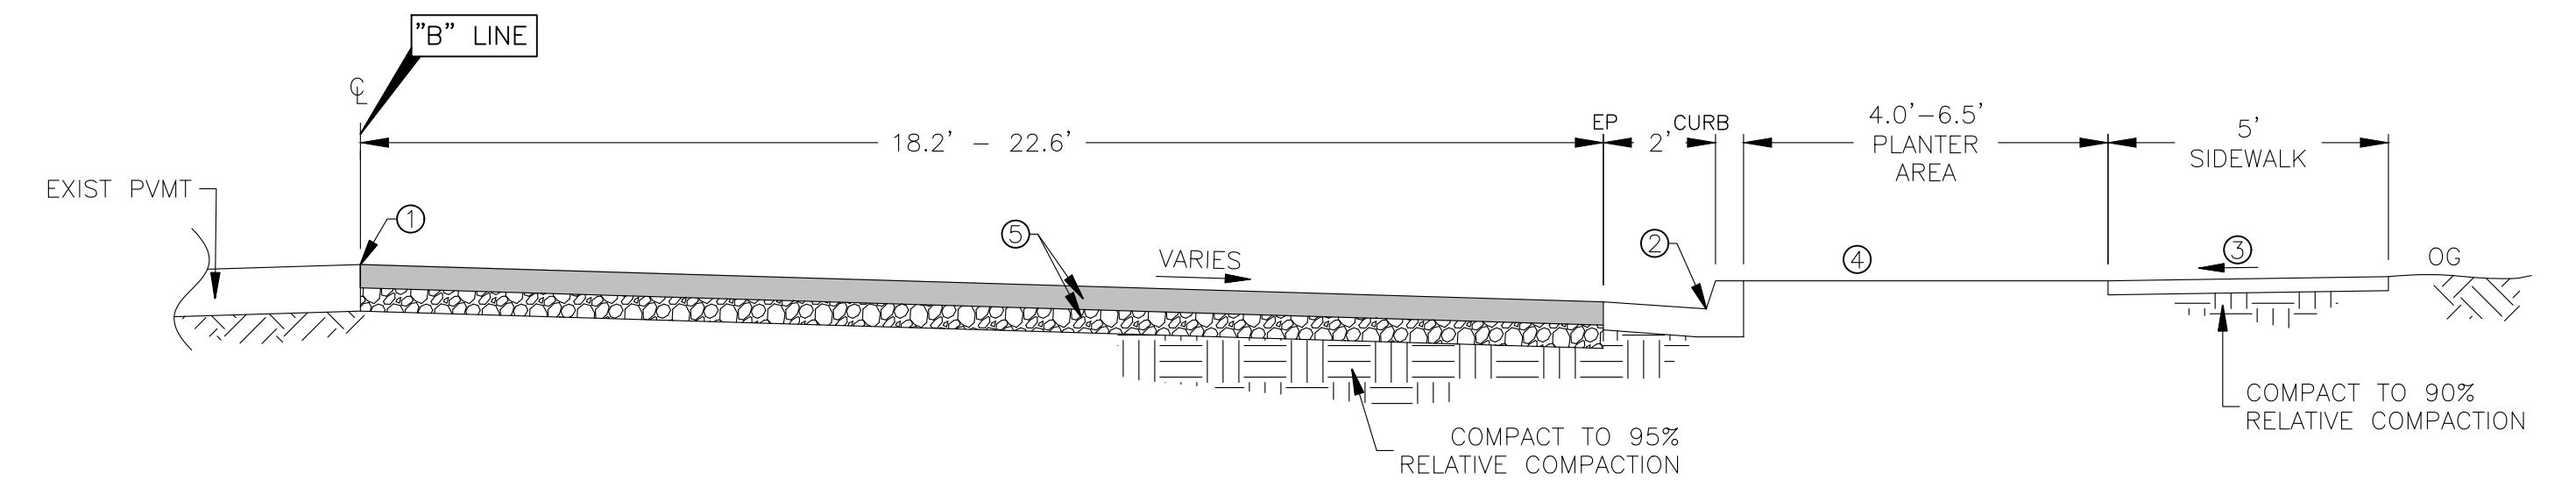 "B" LINE
℄
18.2' - 22.6'
EP
2'
CURB
4.0'-6.5'
PLANTER
AREA
5'
SIDEWALK
EXIST PVMT
1
5
VARIES
2
4
3
OG
COMPACT TO 95%
RELATIVE COMPACTION
COMPACT TO 90%
RELATIVE COMPACTION